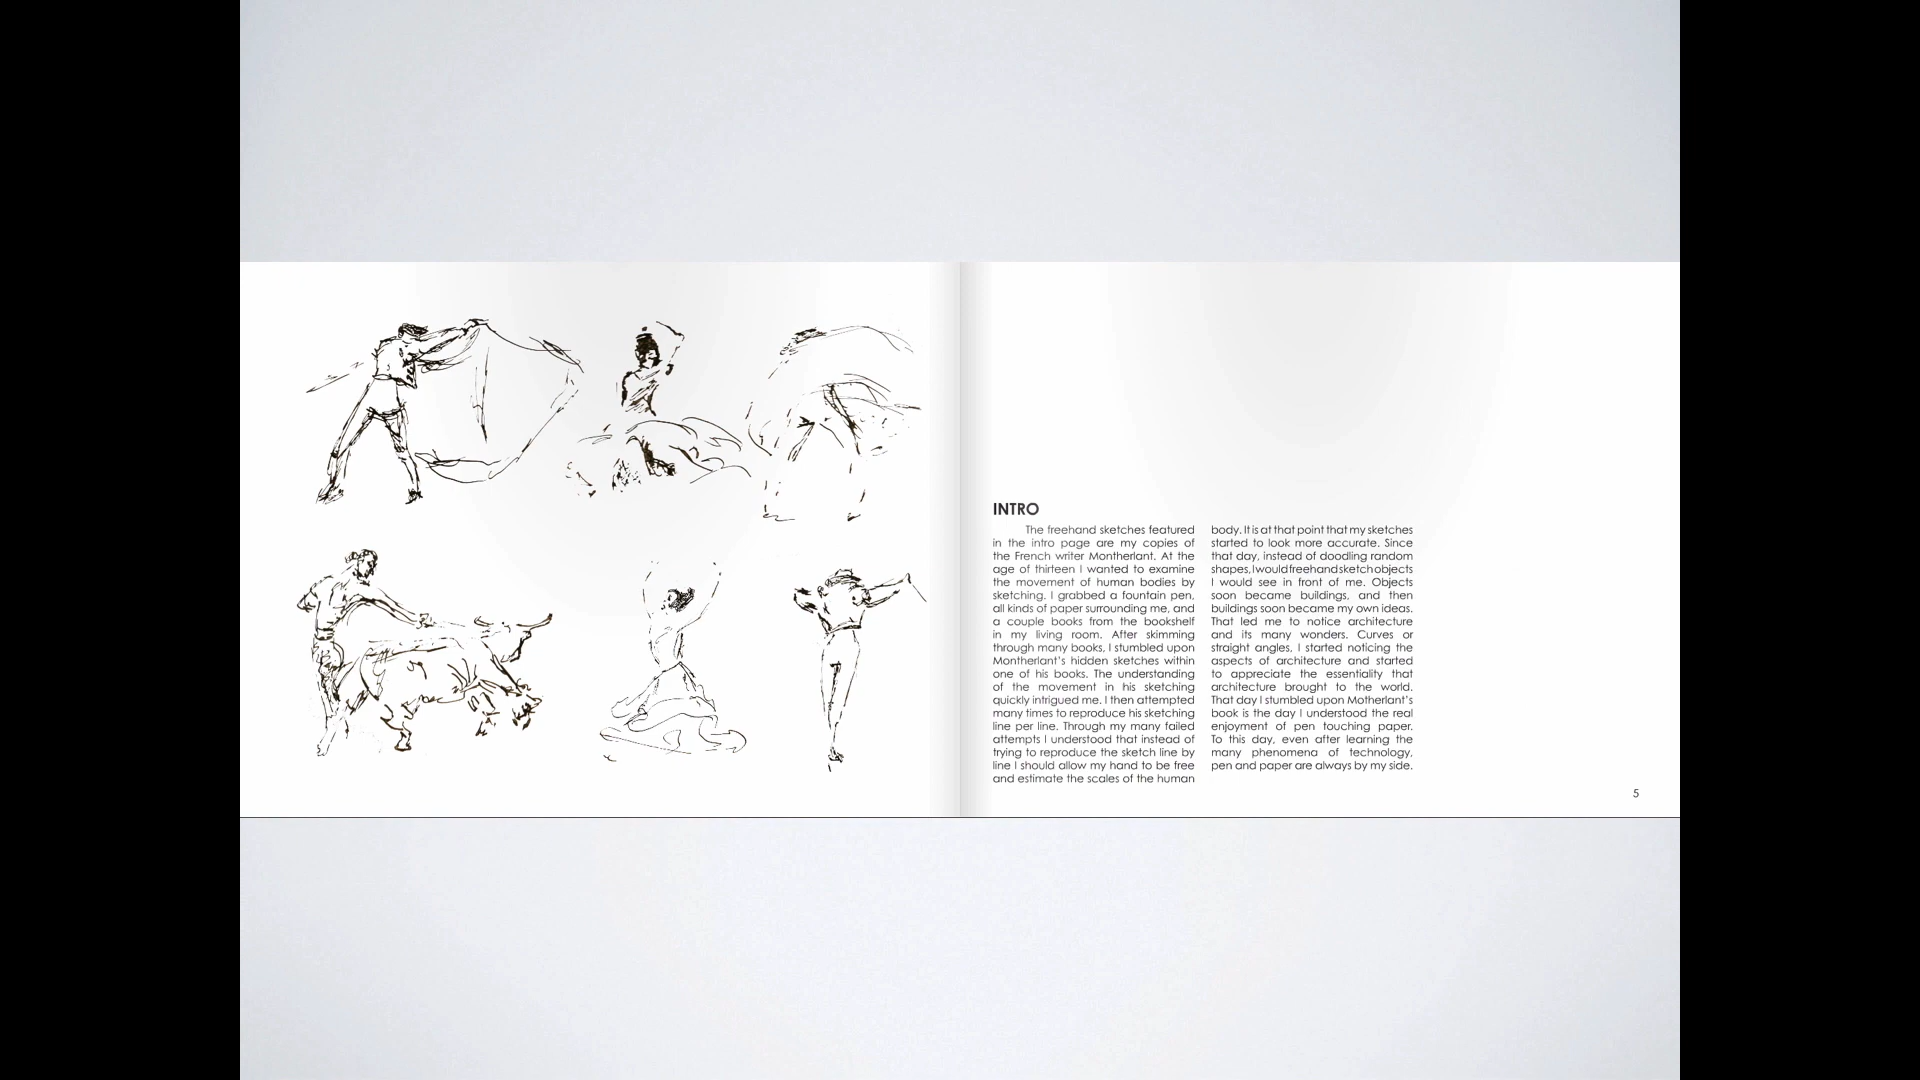 INTRO
The freehand sketches featured
in the intro page are my copies of
the French writer Montherlant. At the
age of thirteen I wanted to examine
the movement of human bodies by
sketching. I grabbed a fountain pen,
all kinds of paper surrounding me, and
a couple books from the bookshelf
in my living room. After skimming
through many books, I stumbled upon
Montherlant's hidden sketches within
one of his books. The understanding
of the movement in his sketching
quickly intrigued me. I then attempted
many times to reproduce his sketching
line per line. Through my many failed
attempts I understood that instead of
trying to reproduce the sketch line by
line I should allow my hand to be free
and estimate the scales of the human
body. It is at that point that my sketches
started to look more accurate. Since
that day, instead of doodling random
shapes, I would freehand sketch objects
I would see in front of me. Objects
soon became buildings, and then
buildings soon became my own ideas.
That led me to notice architecture
and its many wonders. Curves or
straight angles, I started noticing the
aspects of architecture and started
to appreciate the essentiality that
architecture brought to the world.
That day I stumbled upon Motherlant's
book is the day I understood the real
enjoyment of pen touching paper.
To this day, even after learning the
many phenomena of technology,
pen and paper are always by my side.
5